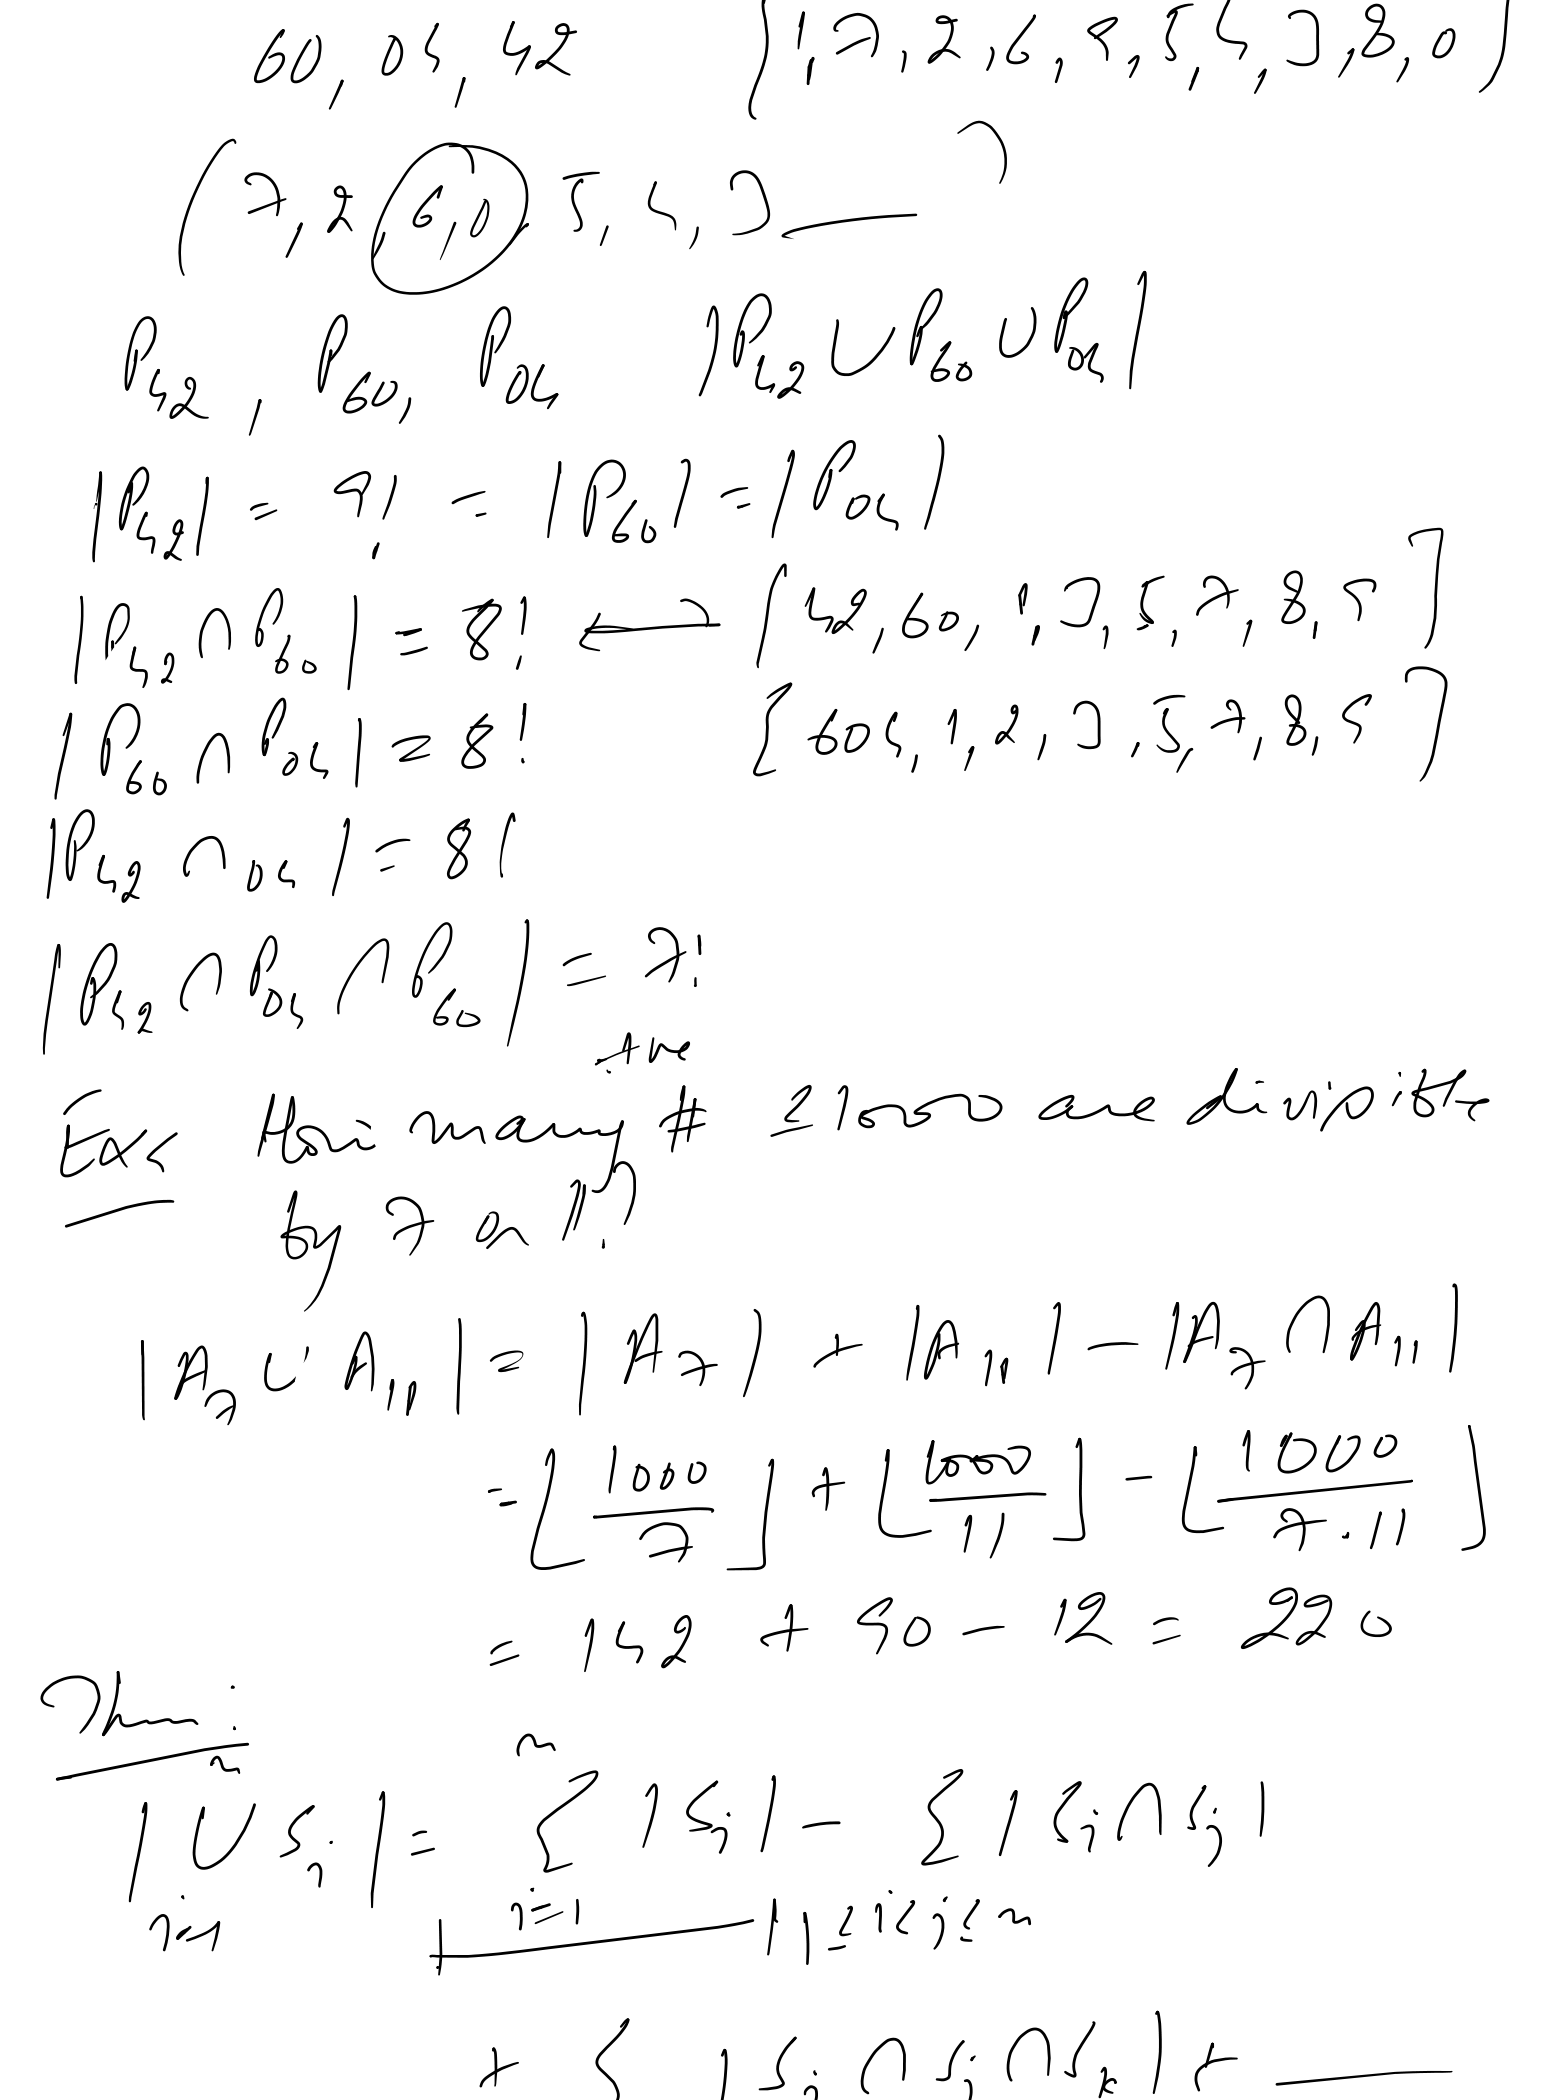 60, 04, 42 {1,7,2,6,9,5,4,3,8,0}
(7,2,6,0,5,4,3 )
P42, P60, P04 |P42 ∪ P60 ∪ P04|
|P42| = 9! = |P60| = |P04|
|P42 ∩ P60| = 8! ⟷ [42,60,1,3,5,7,8,9]
|P60 ∩ P04| = 8! [604,1,2,3,5,7,8,9]
|P42 ∩ 04| = 8!
|P42 ∩ P04 ∩ P60| = 7!
+ve
Ex: How many # ≤ 1000 are divisible
by 7 or 11?
|A7 ∪ A11| = |A7| + |A11| − |A7 ∩ A11|
= ⌊1000/7⌋ + ⌊1000/11⌋ − ⌊1000/7·11⌋
= 142 + 90 − 12 = 220
Thm:
|∪_{i=1}^{n} Si| = Σ_{i=1}^{n} |Si| − Σ_{1≤i<j≤n} |Si ∩ Sj|
+ Σ |Si ∩ Sj ∩ Sk| +